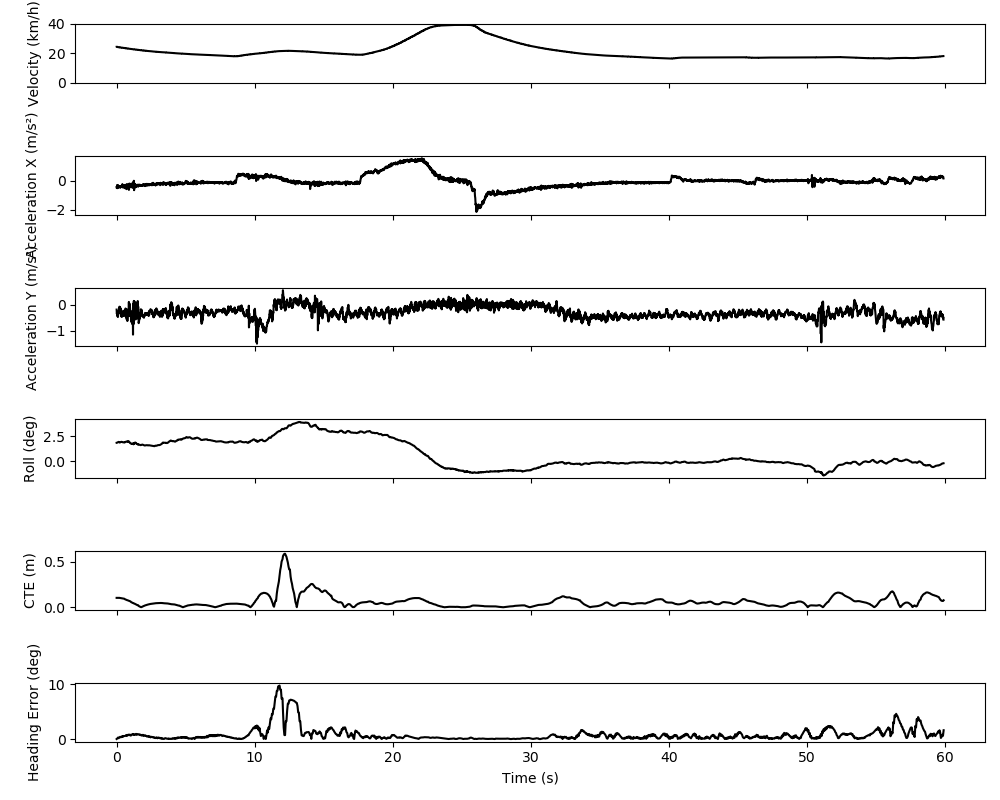 Velocity (km/h)
40
20
0
Acceleration X (m/s²)
0
−2
Acceleration Y (m/s²)
0
−1
Roll (deg)
2.5
0.0
CTE (m)
0.5
0.0
Heading Error (deg)
10
0
0 10 20 30 40 50 60
Time (s)